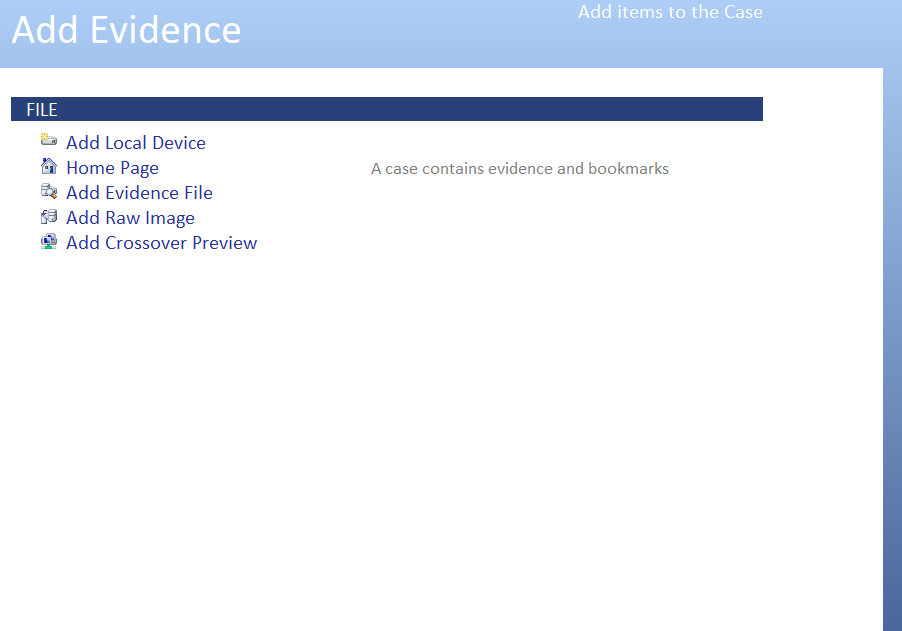 Add Evidence
Add items to the Case
FILE
Add Local Device
Home Page
A case contains evidence and bookmarks
Add Evidence File
Add Raw Image
Add Crossover Preview